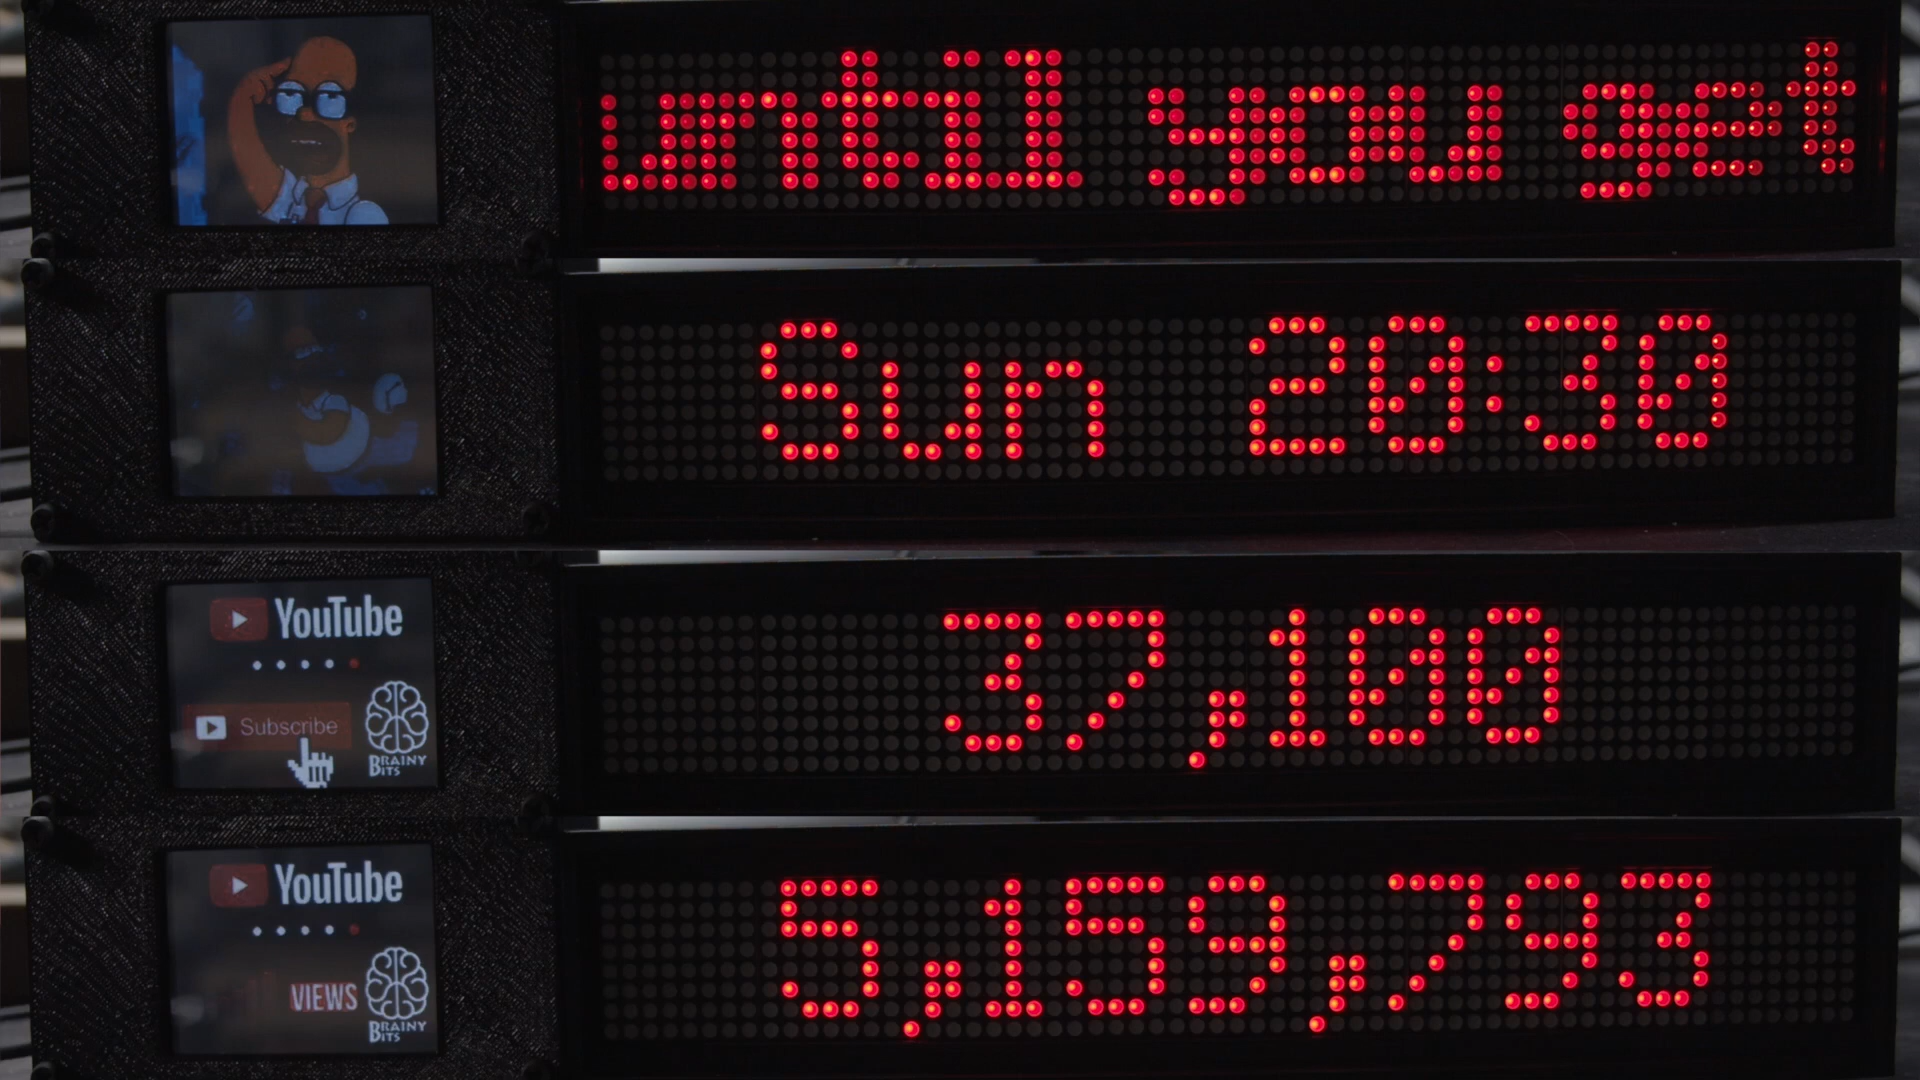 until you get
Sun 20:30
YouTube
Subscribe
BRAINY
BITS
37,100
YouTube
VIEWS
BRAINY
BITS
5,159,793